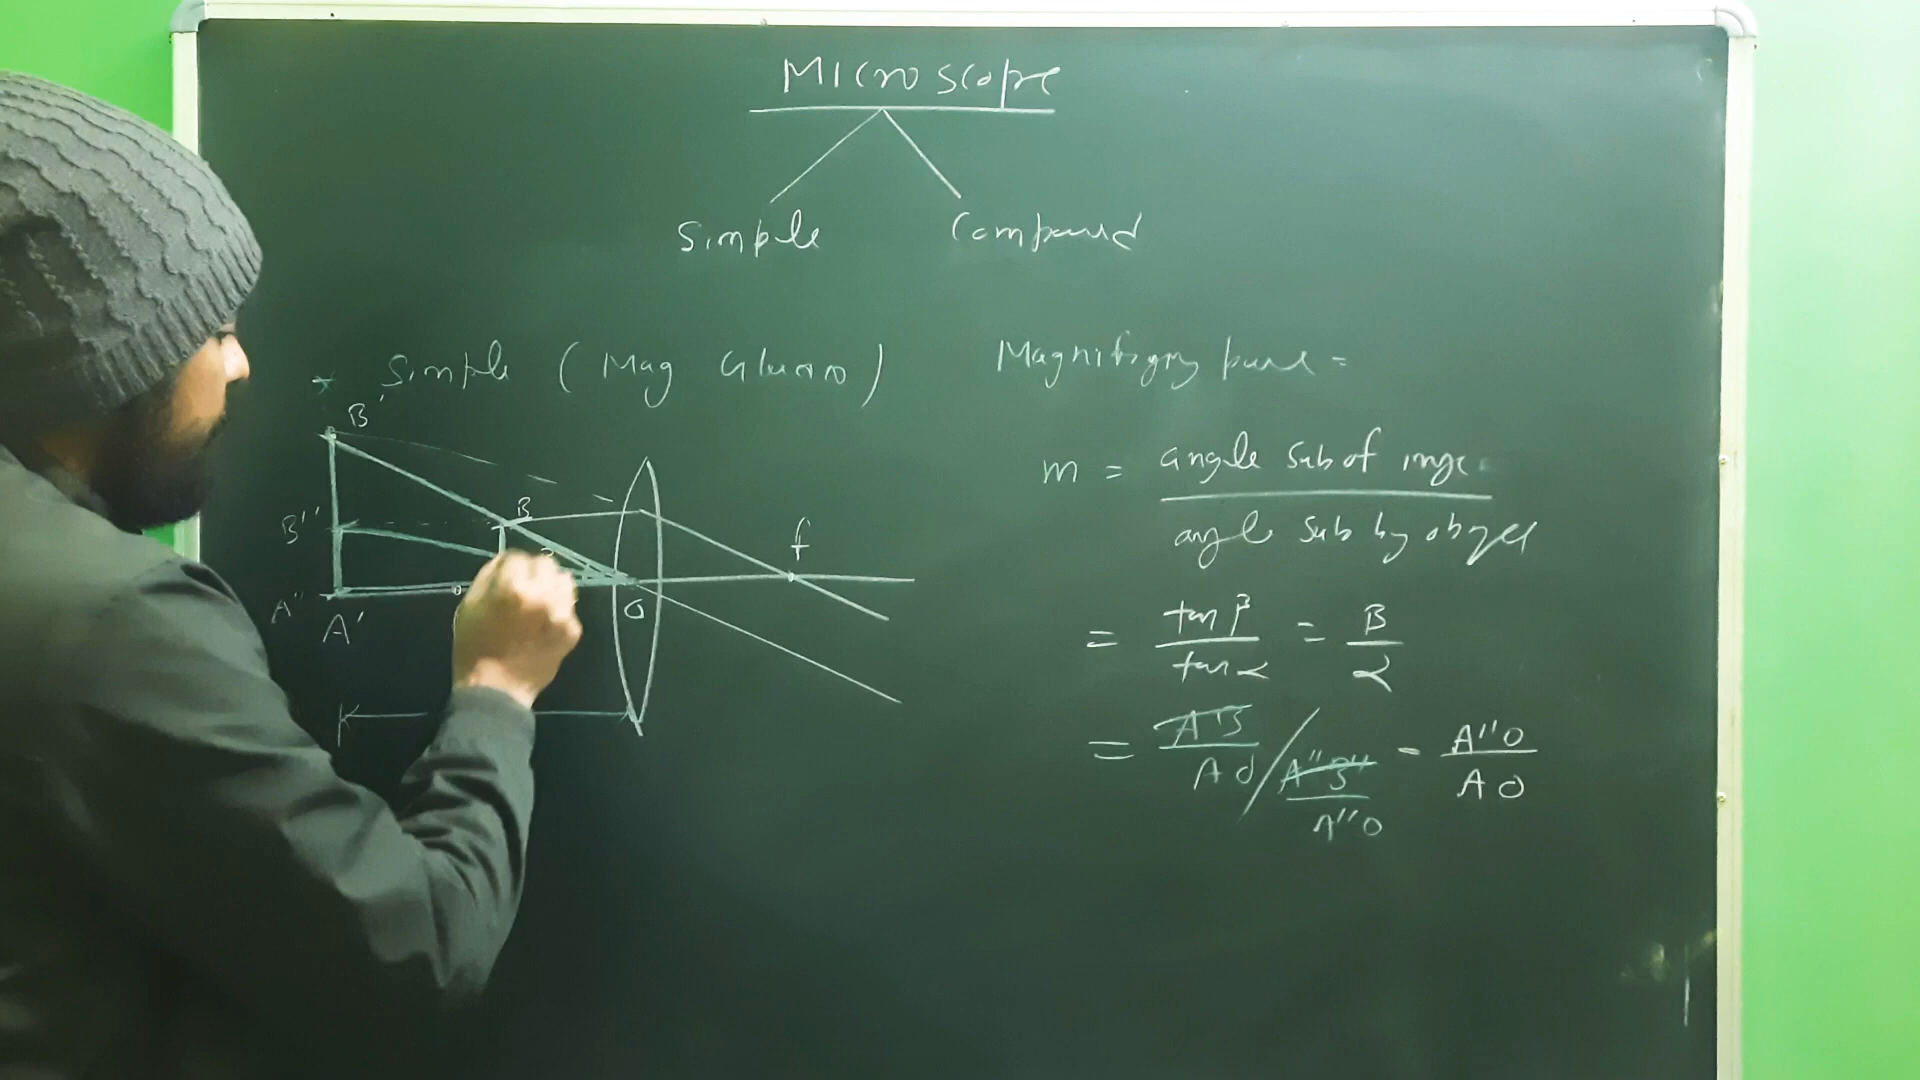 Microscope
Simple Compound
* Simple ( Mag Glass )
B'
B
B''
f
A'' A' O
Magnifying power =
m = angle sub of image
angle sub by object
= tan β / tan α = B / α
= AB / AO / A''B'' / A''O = A''O / AO